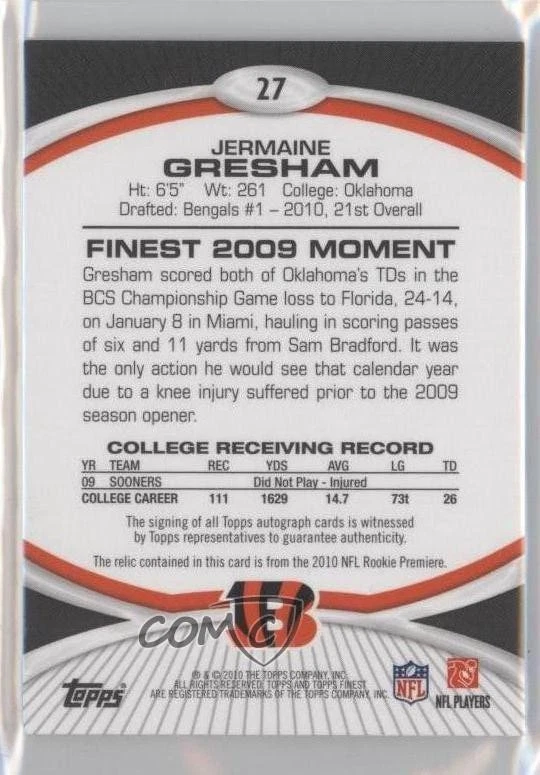 27
JERMAINE
GRESHAM
Ht: 6'5" Wt: 261 College: Oklahoma
Drafted: Bengals #1 – 2010, 21st Overall
FINEST 2009 MOMENT
Gresham scored both of Oklahoma's TDs in the
BCS Championship Game loss to Florida, 24-14,
on January 8 in Miami, hauling in scoring passes
of six and 11 yards from Sam Bradford. It was
the only action he would see that calendar year
due to a knee injury suffered prior to the 2009
season opener.
COLLEGE RECEIVING RECORD
YR TEAM REC YDS AVG LG TD
09 SOONERS Did Not Play - Injured
COLLEGE CAREER 111 1629 14.7 73t 26
The signing of all Topps autograph cards is witnessed
by Topps representatives to guarantee authenticity.
The relic contained in this card is from the 2010 NFL Rookie Premiere.
B
COMC
® & © 2010 THE TOPPS COMPANY, INC.
ALL RIGHTS RESERVED. TOPPS AND TOPPS FINEST
ARE REGISTERED TRADEMARKS OF THE TOPPS COMPANY, INC.
Topps
NFL
NFL PLAYERS